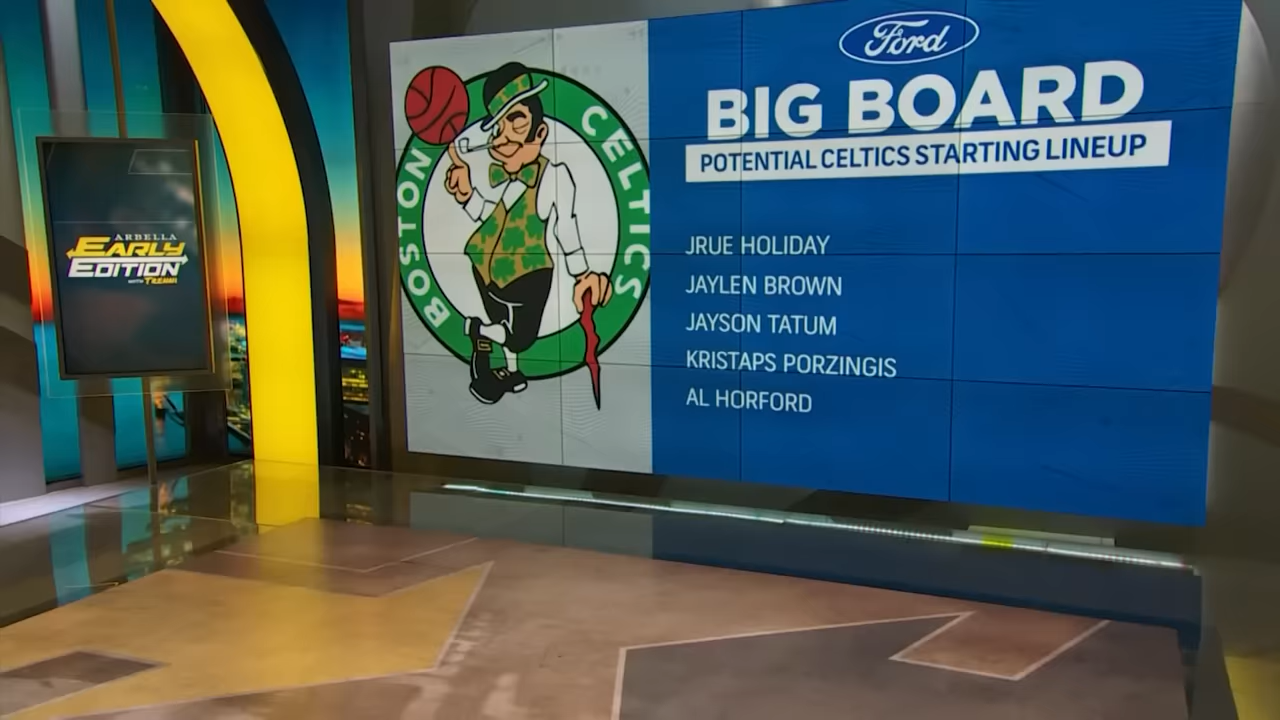 ARBELLA
EARLY
EDITION
WITH TRENNI
BOSTON CELTICS
Ford
BIG BOARD
POTENTIAL CELTICS STARTING LINEUP
JRUE HOLIDAY
JAYLEN BROWN
JAYSON TATUM
KRISTAPS PORZINGIS
AL HORFORD